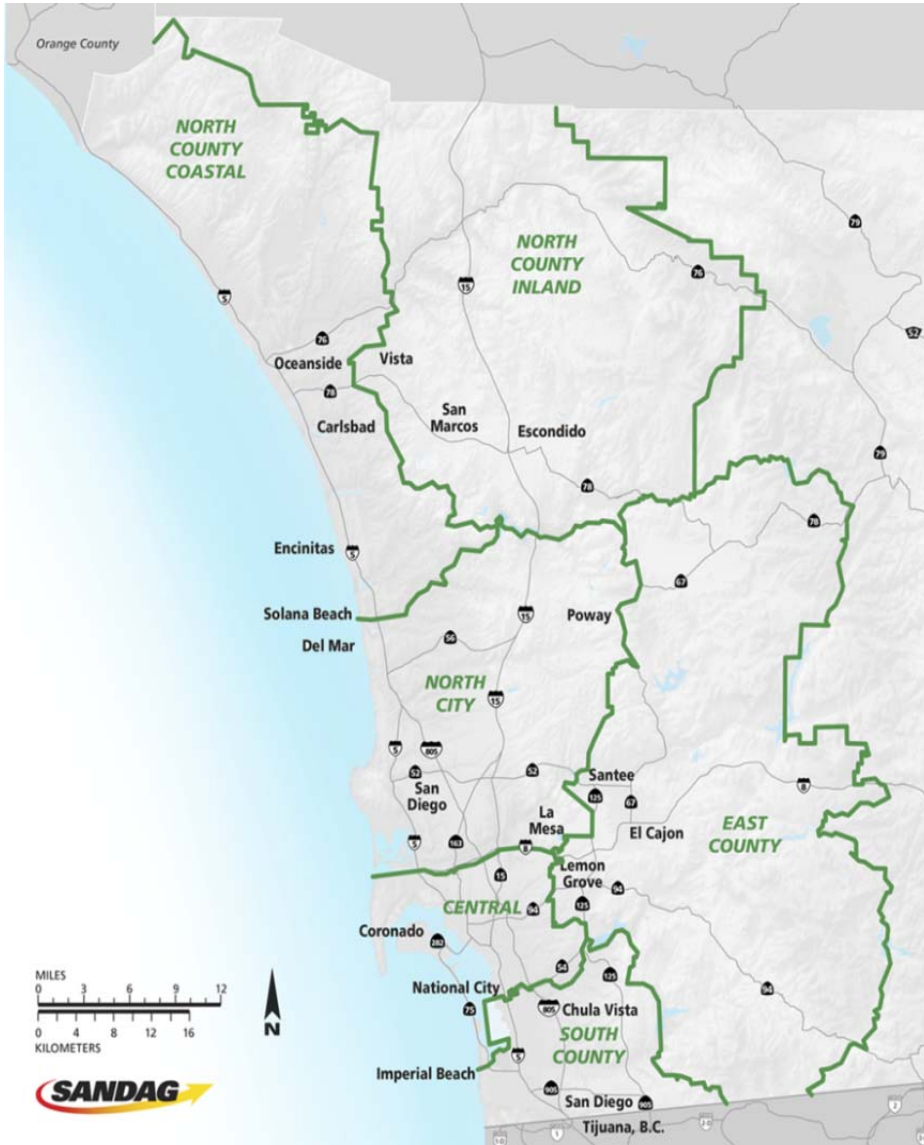 Orange County
NORTH
COUNTY
COASTAL
NORTH
COUNTY
INLAND
79
76
15
5
52
76
Oceanside
Vista
78
Carlsbad
San
Marcos
Escondido
79
78
78
Encinitas
5
67
Solana Beach
15
Poway
Del Mar
56
NORTH
CITY
15
5
805
52
52
Santee
8
San
Diego
125
67
La
Mesa
El Cajon
EAST
COUNTY
5
163
8
Lemon
Grove
15
94
CENTRAL
94
125
Coronado
282
54
125
94
MILES
0 3 6 9 12
0 4 8 12 16
KILOMETERS
N
National City
75
805
Chula Vista
SOUTH
COUNTY
5
Imperial Beach
905
San Diego
905
SANDAG
Tijuana, B.C.
1-D
1
2-D
2